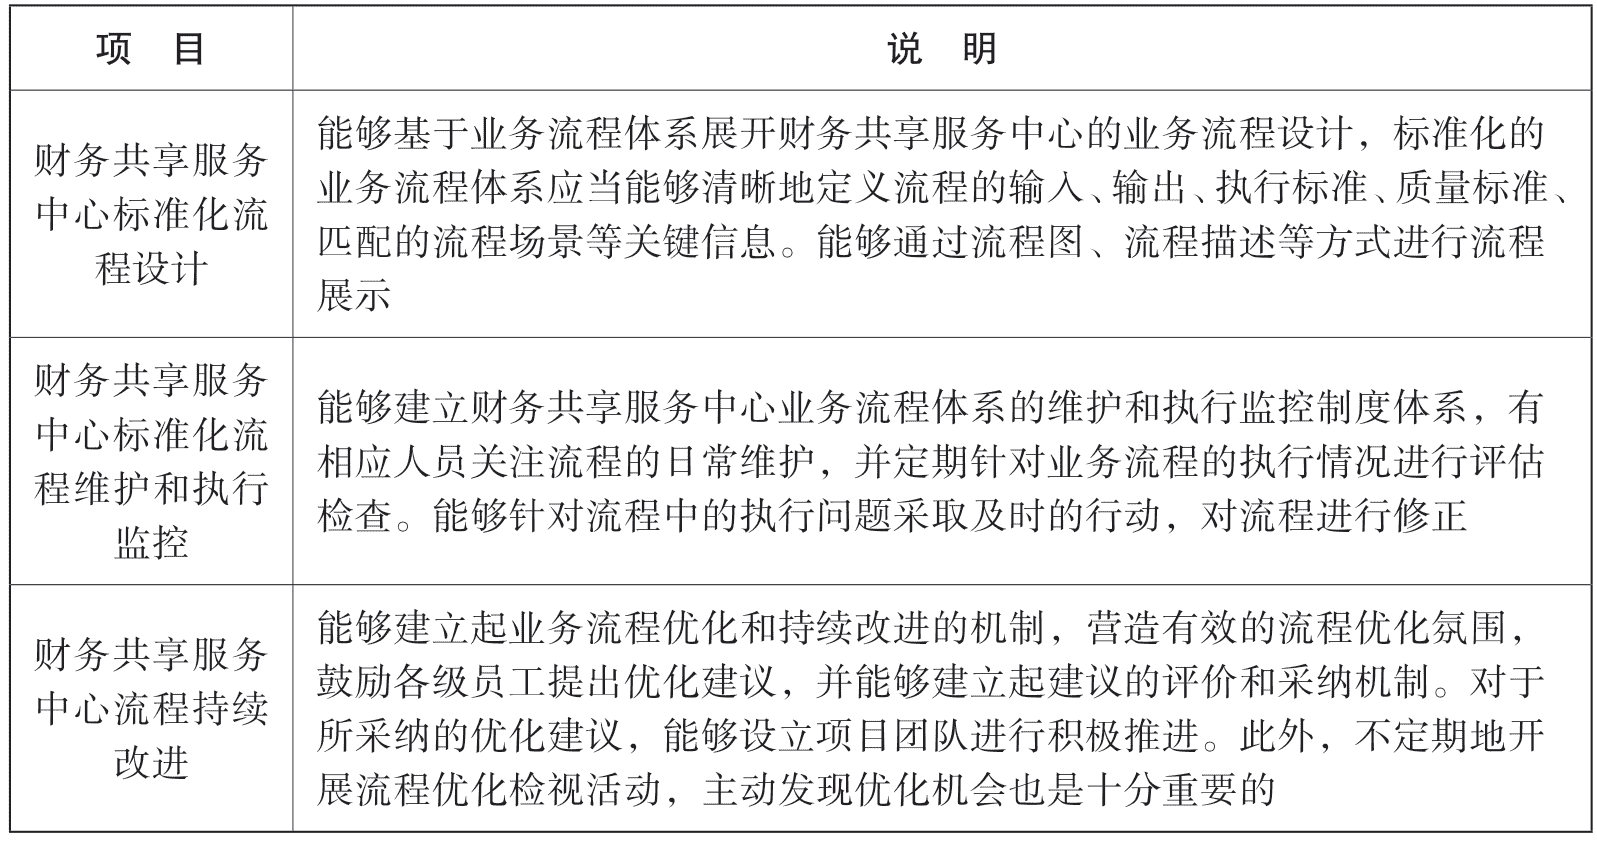 项 目
说 明
财务共享服务
中心标准化流
程设计
能够基于业务流程体系展开财务共享服务中心的业务流程设计，标准化的
业务流程体系应当能够清晰地定义流程的输入、输出、执行标准、质量标准、
匹配的流程场景等关键信息。能够通过流程图、流程描述等方式进行流程
展示
财务共享服务
中心标准化流
程维护和执行
监控
能够建立财务共享服务中心业务流程体系的维护和执行监控制度体系，有
相应人员关注流程的日常维护，并定期针对业务流程的执行情况进行评估
检查。能够针对流程中的执行问题采取及时的行动，对流程进行修正
财务共享服务
中心流程持续
改进
能够建立起业务流程优化和持续改进的机制，营造有效的流程优化氛围，
鼓励各级员工提出优化建议，并能够建立起建议的评价和采纳机制。对于
所采纳的优化建议，能够设立项目团队进行积极推进。此外，不定期地开
展流程优化检视活动，主动发现优化机会也是十分重要的